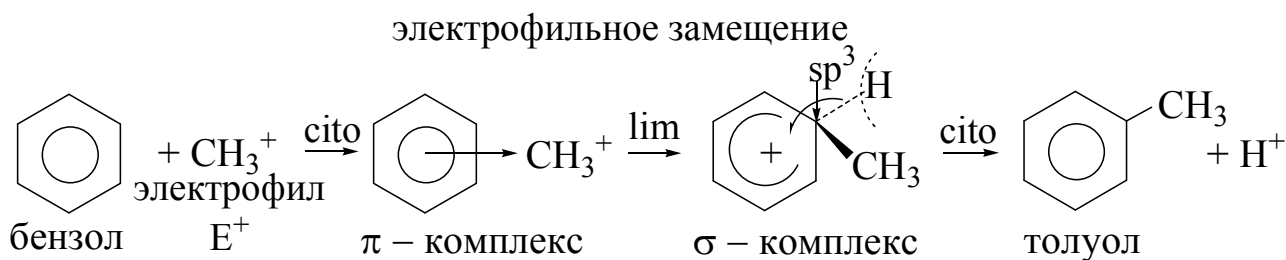 электрофильное замещение
sp³ H
+ CH₃⁺ cito CH₃⁺ lim + CH₃ cito CH₃ + H⁺
электрофил
бензол E⁺ π – комплекс σ – комплекс толуол